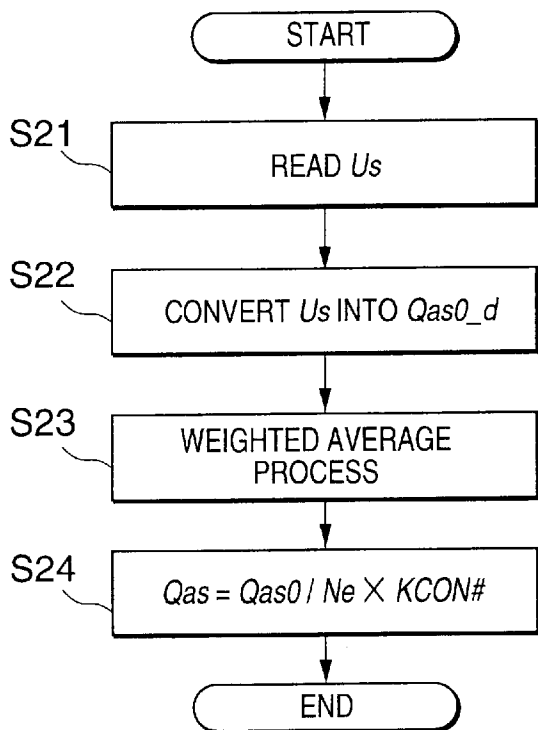 START
S21
READ Us
S22
CONVERT Us INTO Qas0_d
S23
WEIGHTED AVERAGE
PROCESS
S24
Qas = Qas0 / Ne × KCON#
END